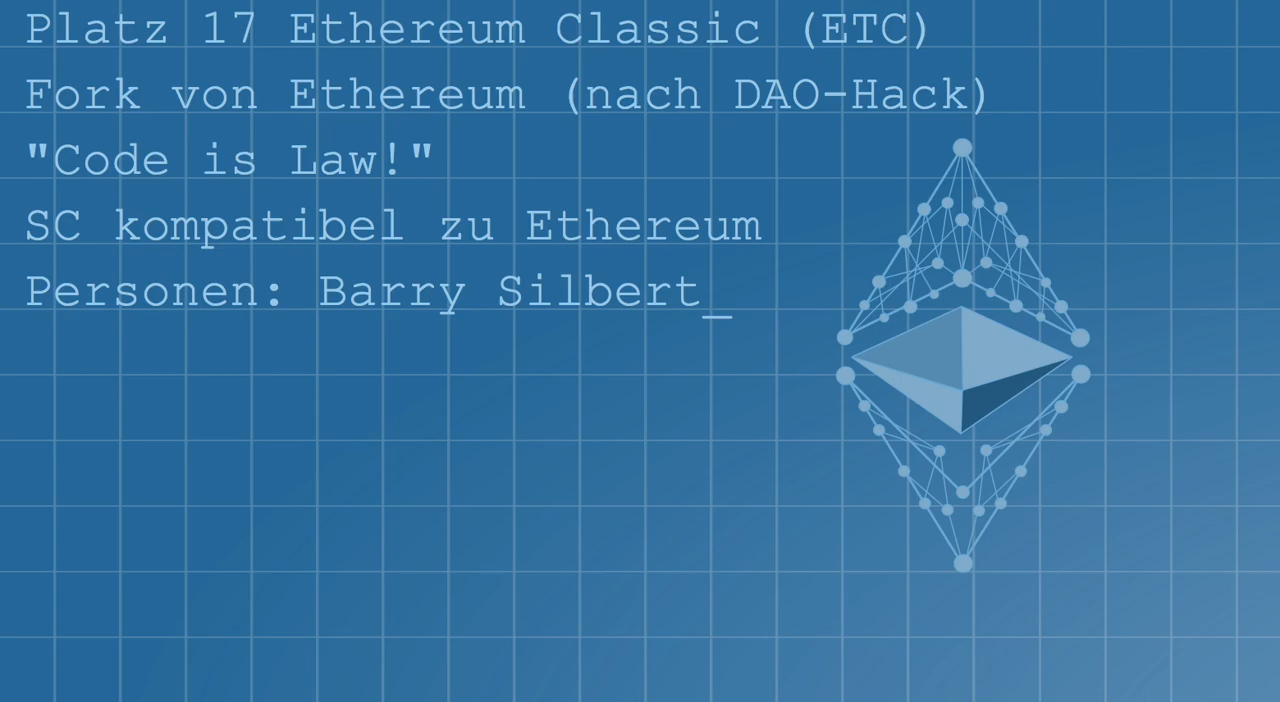 Platz 17 Ethereum Classic (ETC)
Fork von Ethereum (nach DAO-Hack)
"Code is Law!"
SC kompatibel zu Ethereum
Personen: Barry Silbert_